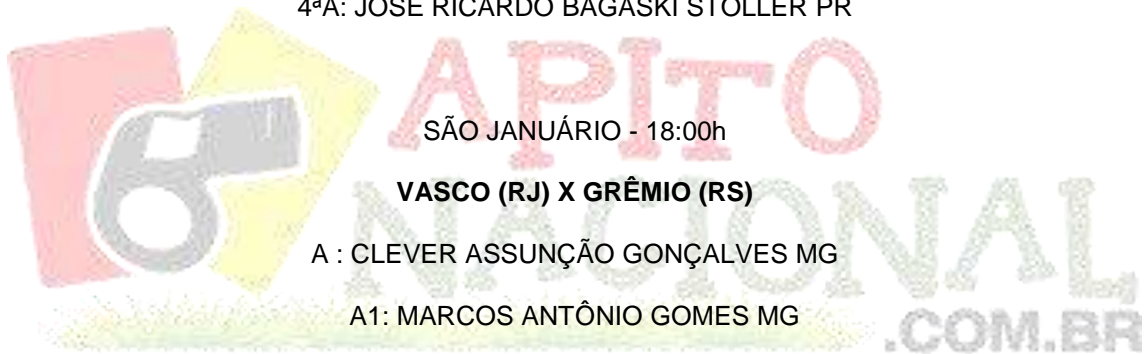 4ªA: JOSÉ RICARDO BAGASKI STOLLER PR
APITO
SÃO JANUÁRIO - 18:00h
VASCO (RJ) X GRÊMIO (RS)
NACIONAL
A : CLEVER ASSUNÇÃO GONÇALVES MG
A1: MARCOS ANTÔNIO GOMES MG
.COM.BR